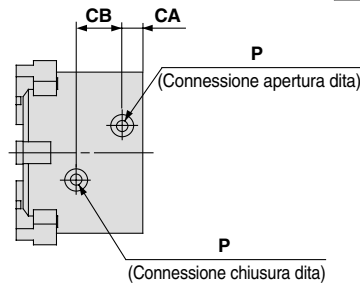 CB CA
P
(Connessione apertura dita)
P
(Connessione chiusura dita)